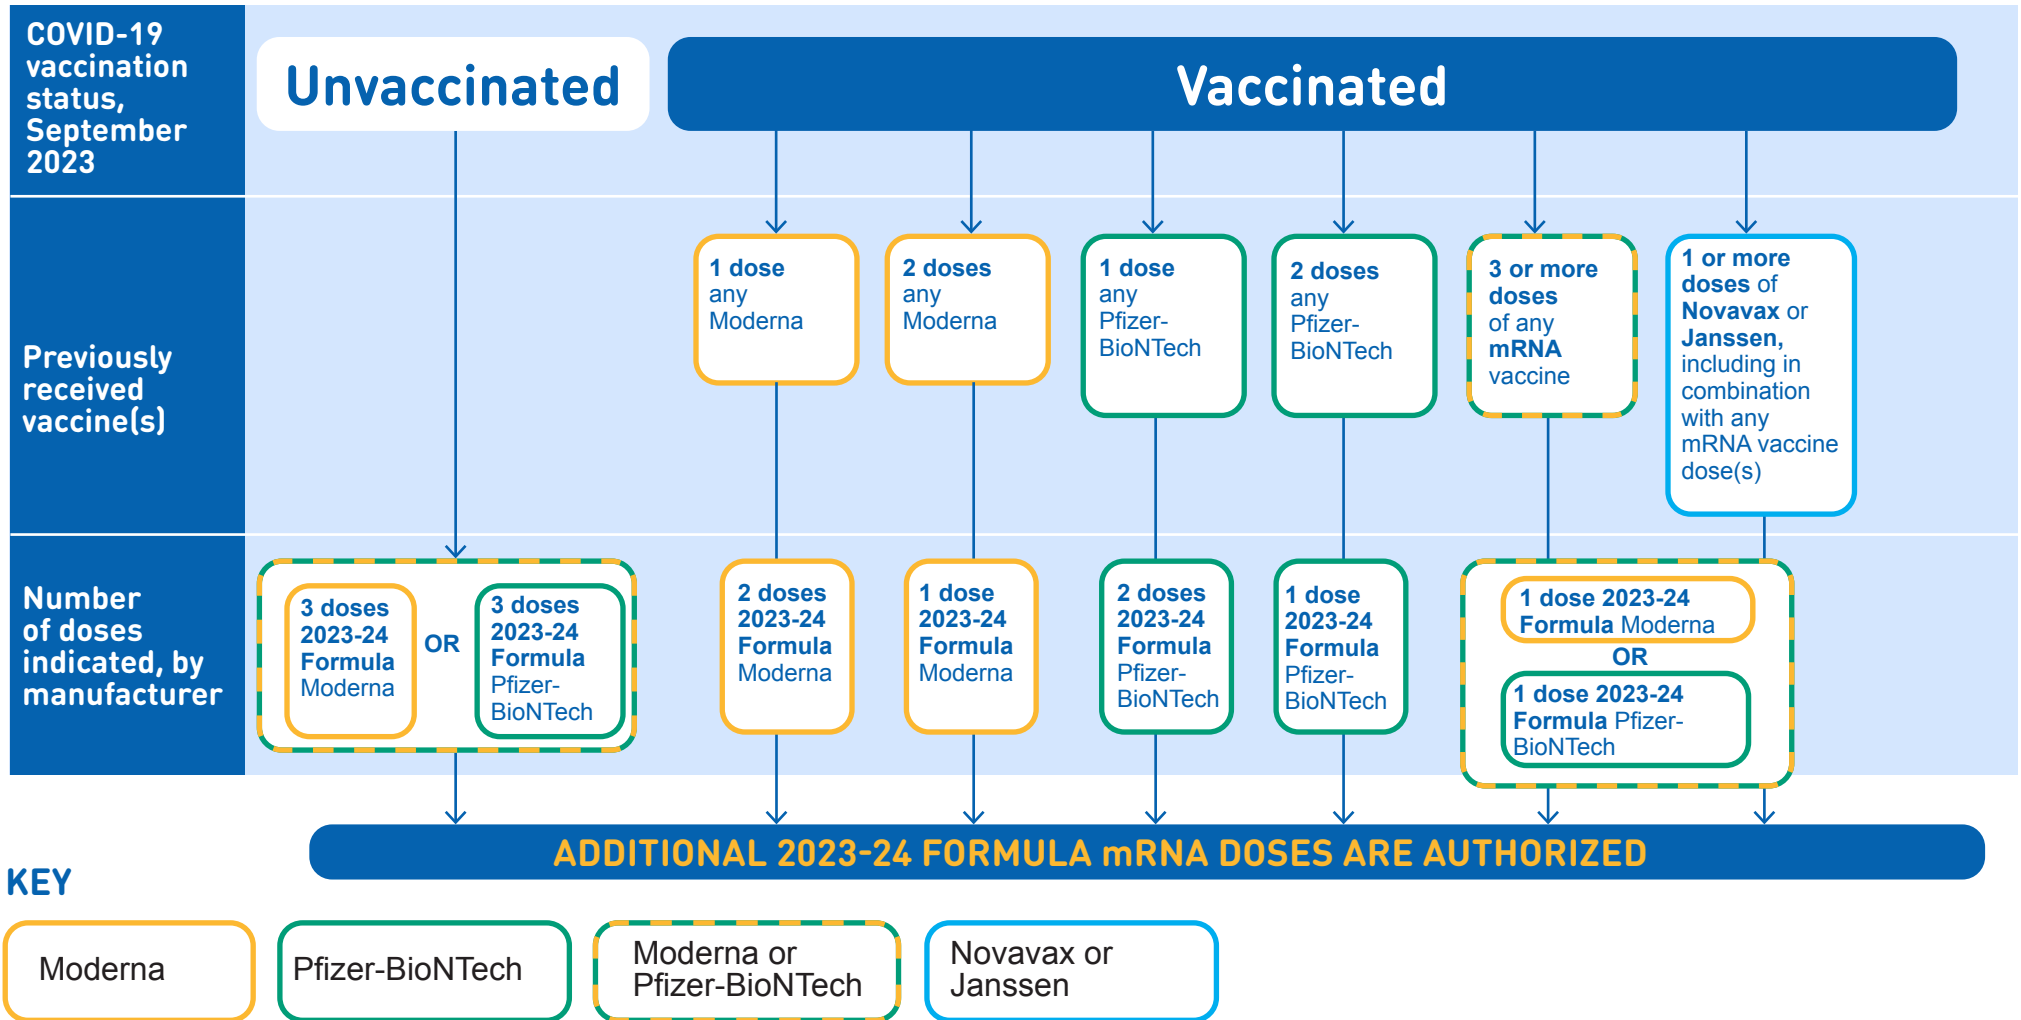 COVID-19
vaccination
status,
September
2023
Unvaccinated
Vaccinated
Previously
received
vaccine(s)
1 dose
any
Moderna
2 doses
any
Moderna
1 dose
any
Pfizer-
BioNTech
2 doses
any
Pfizer-
BioNTech
3 or more
doses
of any
mRNA
vaccine
1 or more
doses of
Novavax or
Janssen,
including in
combination
with any
mRNA vaccine
dose(s)
Number
of doses
indicated, by
manufacturer
3 doses
2023-24
Formula
Moderna
OR
3 doses
2023-24
Formula
Pfizer-
BioNTech
2 doses
2023-24
Formula
Moderna
1 dose
2023-24
Formula
Moderna
2 doses
2023-24
Formula
Pfizer-
BioNTech
1 dose
2023-24
Formula
Pfizer-
BioNTech
1 dose 2023-24
Formula Moderna
OR
1 dose 2023-24
Formula Pfizer-
BioNTech
ADDITIONAL 2023-24 FORMULA mRNA DOSES ARE AUTHORIZED
KEY
Moderna
Pfizer-BioNTech
Moderna or
Pfizer-BioNTech
Novavax or
Janssen